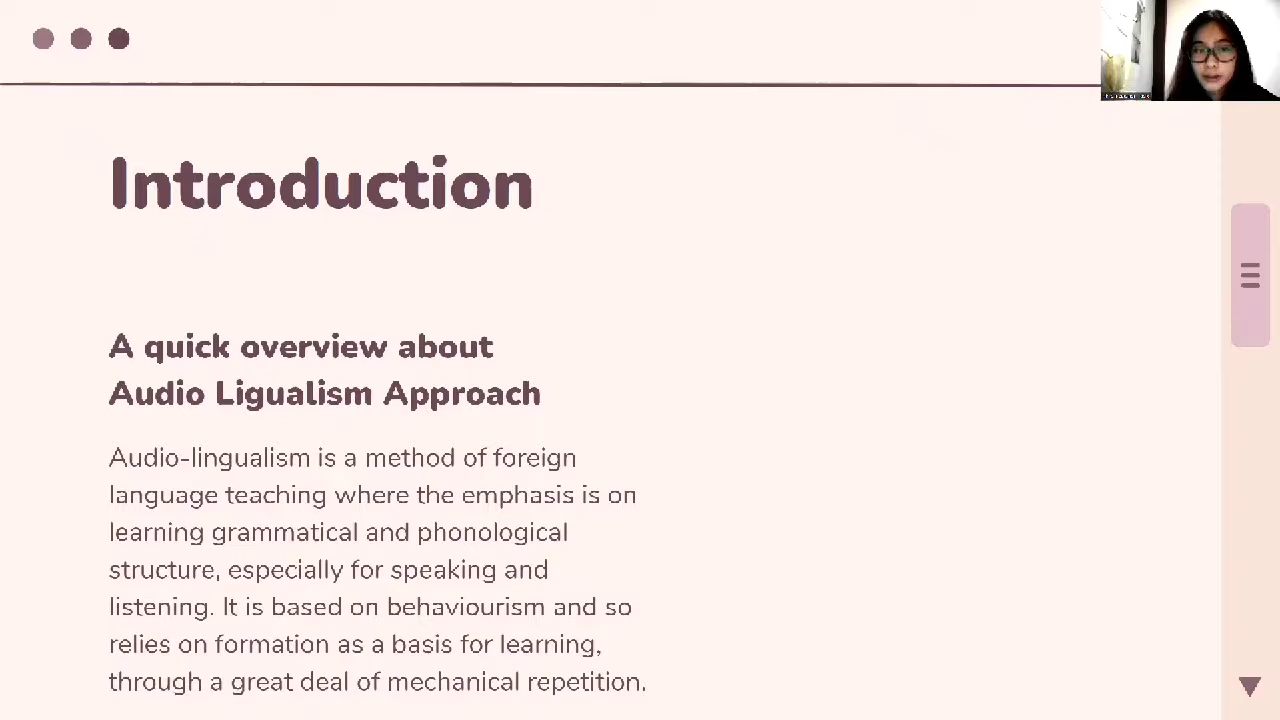 Introduction
A quick overview about
Audio Ligualism Approach
Audio-lingualism is a method of foreign
language teaching where the emphasis is on
learning grammatical and phonological
structure, especially for speaking and
listening. It is based on behaviourism and so
relies on formation as a basis for learning,
through a great deal of mechanical repetition.